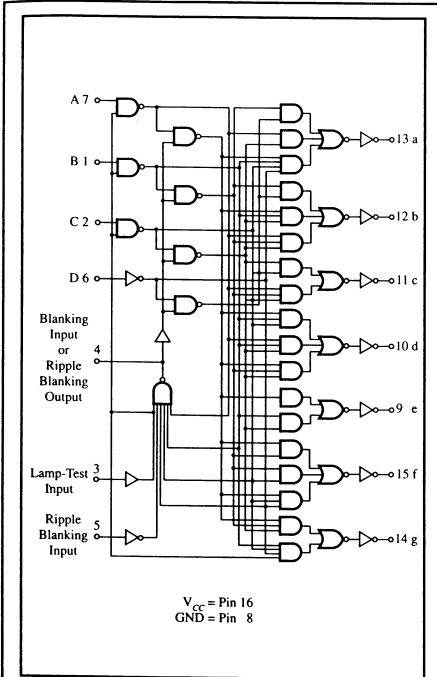 A 7
B 1
C 2
D 6
Blanking
Input
or
Ripple
Blanking
Output
4
Lamp-Test
Input
3
Ripple
Blanking
Input
5
13 a
12 b
11 c
10 d
9 e
15 f
14 g
V_CC = Pin 16
GND = Pin 8